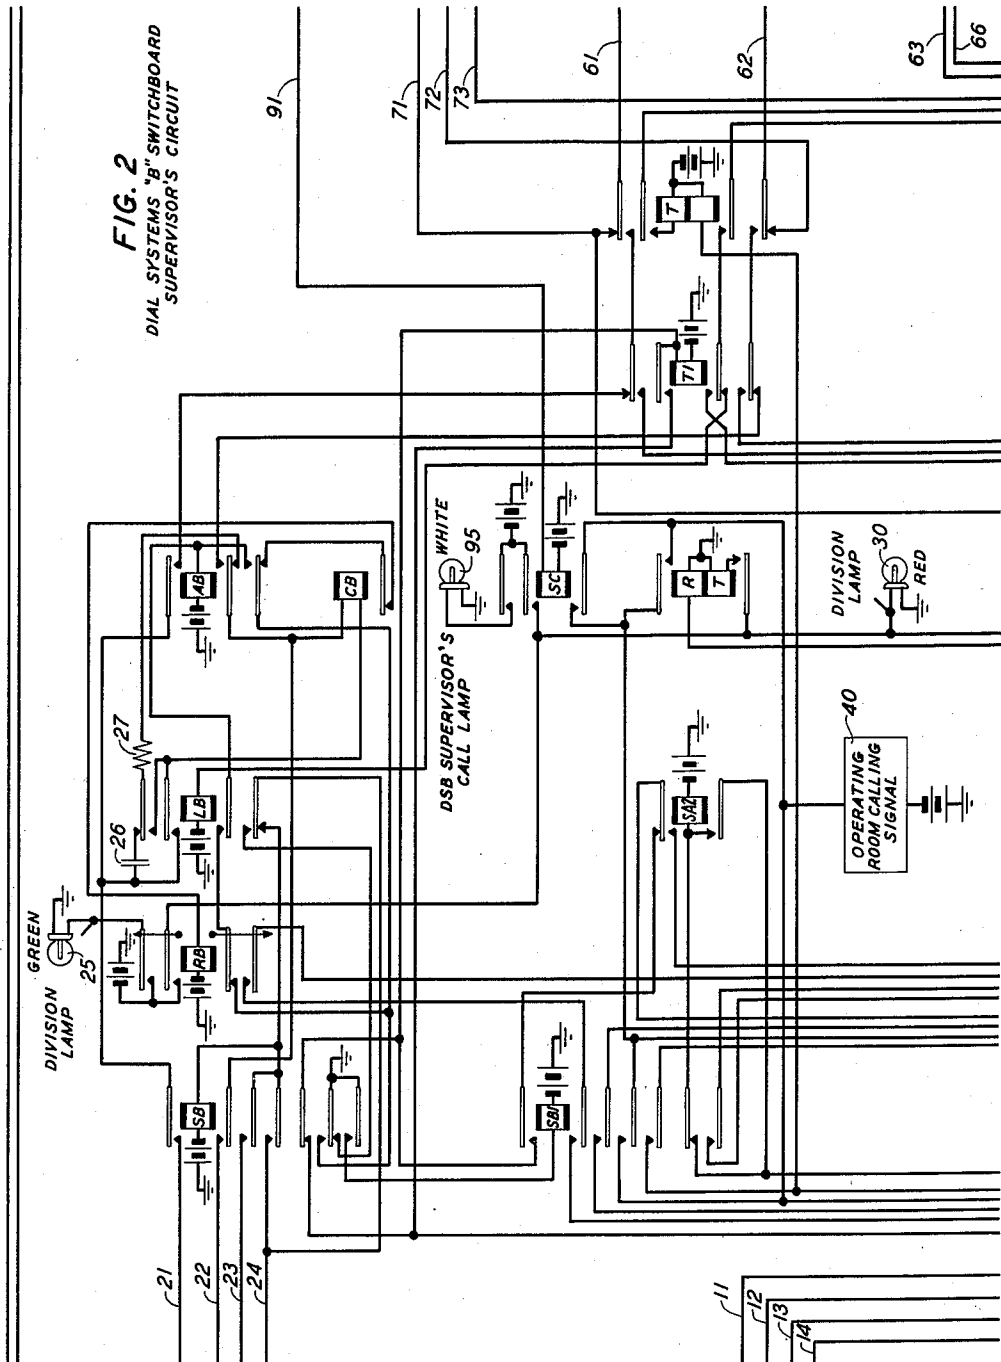 FIG. 2
DIAL SYSTEMS "B" SWITCHBOARD
SUPERVISOR'S CIRCUIT
91
71
72
73
61
62
63
66
T
T1
WHITE
95
DSB SUPERVISOR'S
CALL LAMP
SC
R
T
DIVISION
LAMP
30
RED
AB
CB
27
26
LB
SA2
40
OPERATING
ROOM CALLING
SIGNAL
GREEN
25
DIVISION
LAMP
RB
SB
SB1
21
22
23
24
11
12
13
14